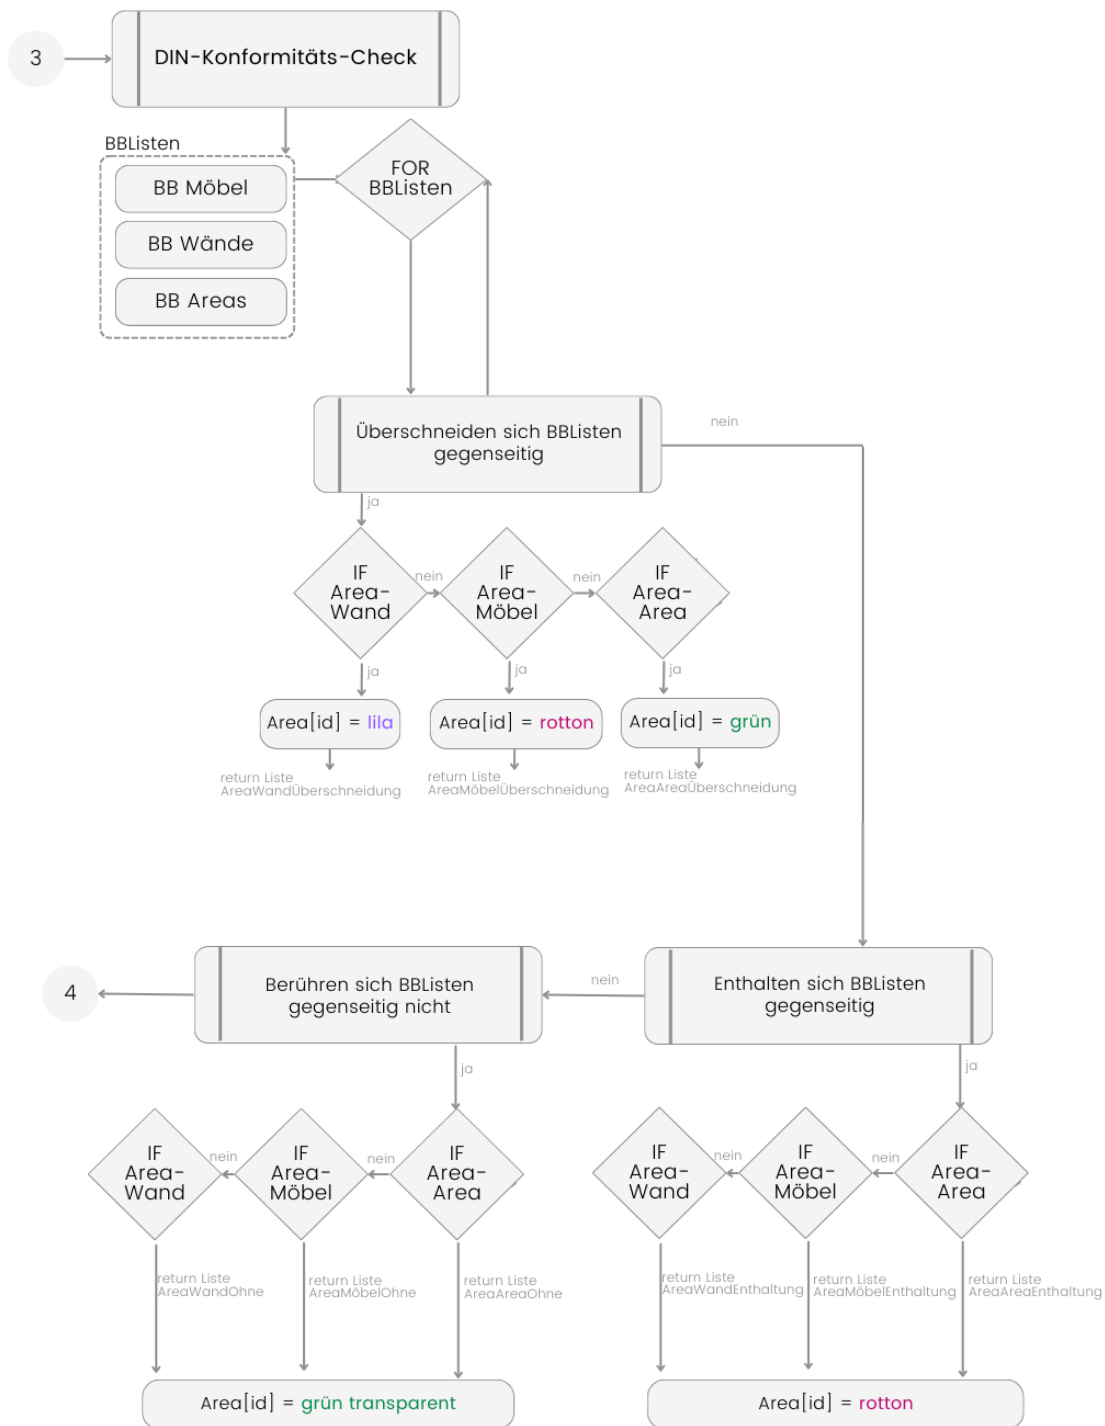 3
DIN-Konformitäts-Check
BBListen
BB Möbel
BB Wände
BB Areas
FOR
BBListen
Überschneiden sich BBListen
gegenseitig
nein
ja
IF
Area-
Wand
nein
IF
Area-
Möbel
nein
IF
Area-
Area
ja
ja
ja
Area[id] = lila
Area[id] = rotton
Area[id] = grün
return Liste
AreaWandÜberschneidung
return Liste
AreaMöbelÜberschneidung
return Liste
AreaAreaÜberschneidung
4
Berühren sich BBListen
gegenseitig nicht
nein
Enthalten sich BBListen
gegenseitig
ja
ja
IF
Area-
Wand
nein
IF
Area-
Möbel
nein
IF
Area-
Area
IF
Area-
Wand
nein
IF
Area-
Möbel
nein
IF
Area-
Area
return Liste
AreaWandOhne
return Liste
AreaMöbelOhne
return Liste
AreaAreaOhne
return Liste
AreaWandEnthaltung
return Liste
AreaMöbelEnthaltung
return Liste
AreaAreaEnthaltung
Area[id] = grün transparent
Area[id] = rotton